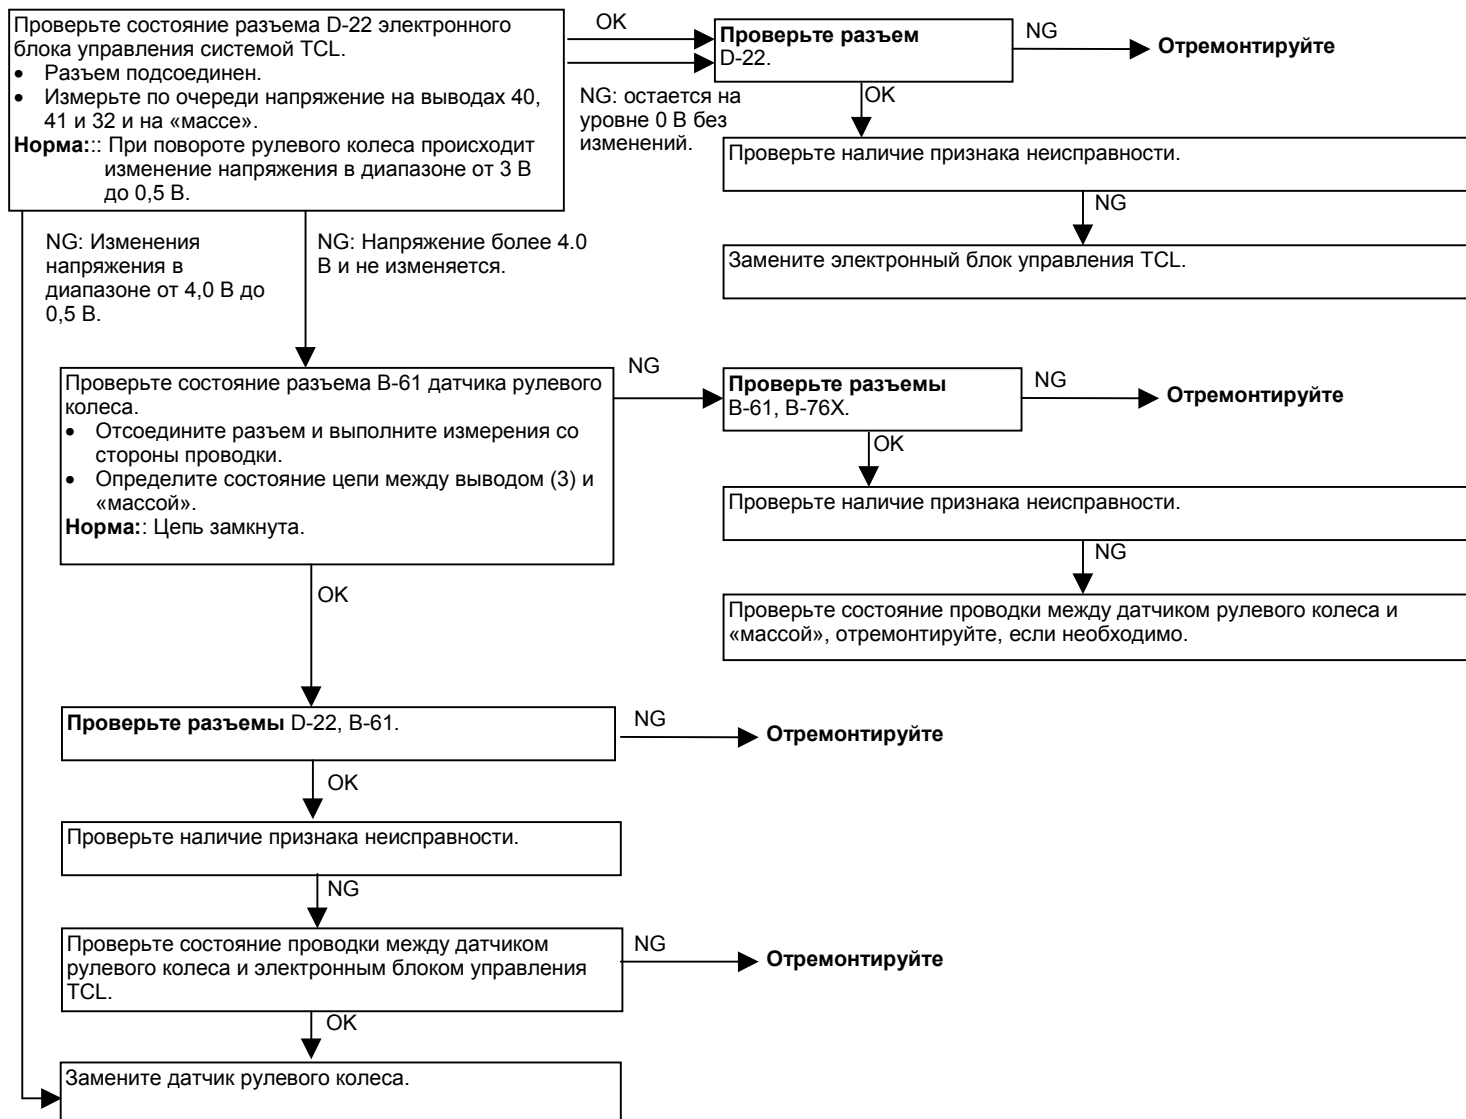 Проверьте состояние разъема D-22 электронного
блока управления системой TCL.
• Разъем подсоединен.
• Измерьте по очереди напряжение на выводах 40,
41 и 32 и на «массе».
Норма::: При повороте рулевого колеса происходит
изменение напряжения в диапазоне от 3 В
до 0,5 В.
OK
NG: остается на
уровне 0 В без
изменений.
Проверьте разъем
D-22.
NG
Отремонтируйте
OK
Проверьте наличие признака неисправности.
NG
Замените электронный блок управления TCL.
NG: Изменения
напряжения в
диапазоне от 4,0 В до
0,5 В.
NG: Напряжение более 4.0
В и не изменяется.
Проверьте состояние разъема В-61 датчика рулевого
колеса.
• Отсоедините разъем и выполните измерения со
стороны проводки.
• Определите состояние цепи между выводом (3) и
«массой».
Норма:: Цепь замкнута.
NG
Проверьте разъемы
В-61, В-76Х.
NG
Отремонтируйте
OK
Проверьте наличие признака неисправности.
NG
Проверьте состояние проводки между датчиком рулевого колеса и
«массой», отремонтируйте, если необходимо.
OK
Проверьте разъемы D-22, В-61.
NG
Отремонтируйте
OK
Проверьте наличие признака неисправности.
NG
Проверьте состояние проводки между датчиком
рулевого колеса и электронным блоком управления
TCL.
NG
Отремонтируйте
OK
Замените датчик рулевого колеса.